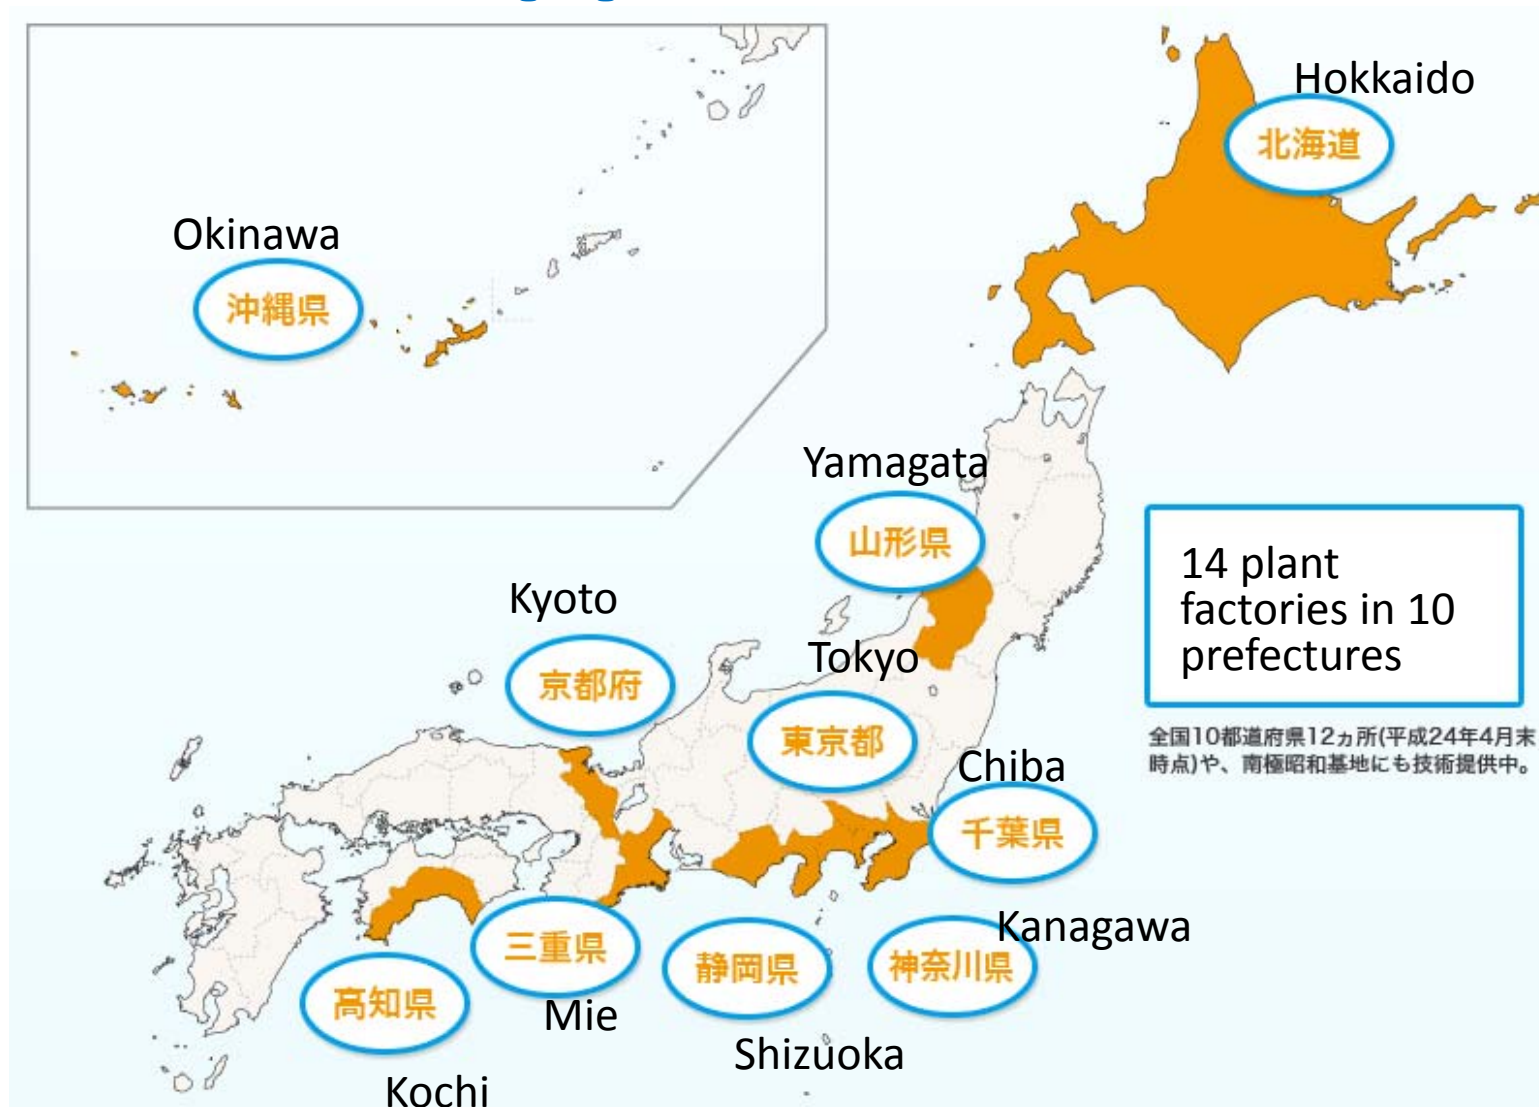 Hokkaido
北海道
Okinawa
沖縄県
Yamagata
山形県
14 plant
factories in 10
prefectures
Kyoto
京都府
Tokyo
東京都
全国10都道府県12ヵ所(平成24年4月末
時点)や、南極昭和基地にも技術提供中。
Chiba
千葉県
Kanagawa
神奈川県
三重県
Mie
静岡県
Shizuoka
高知県
Kochi